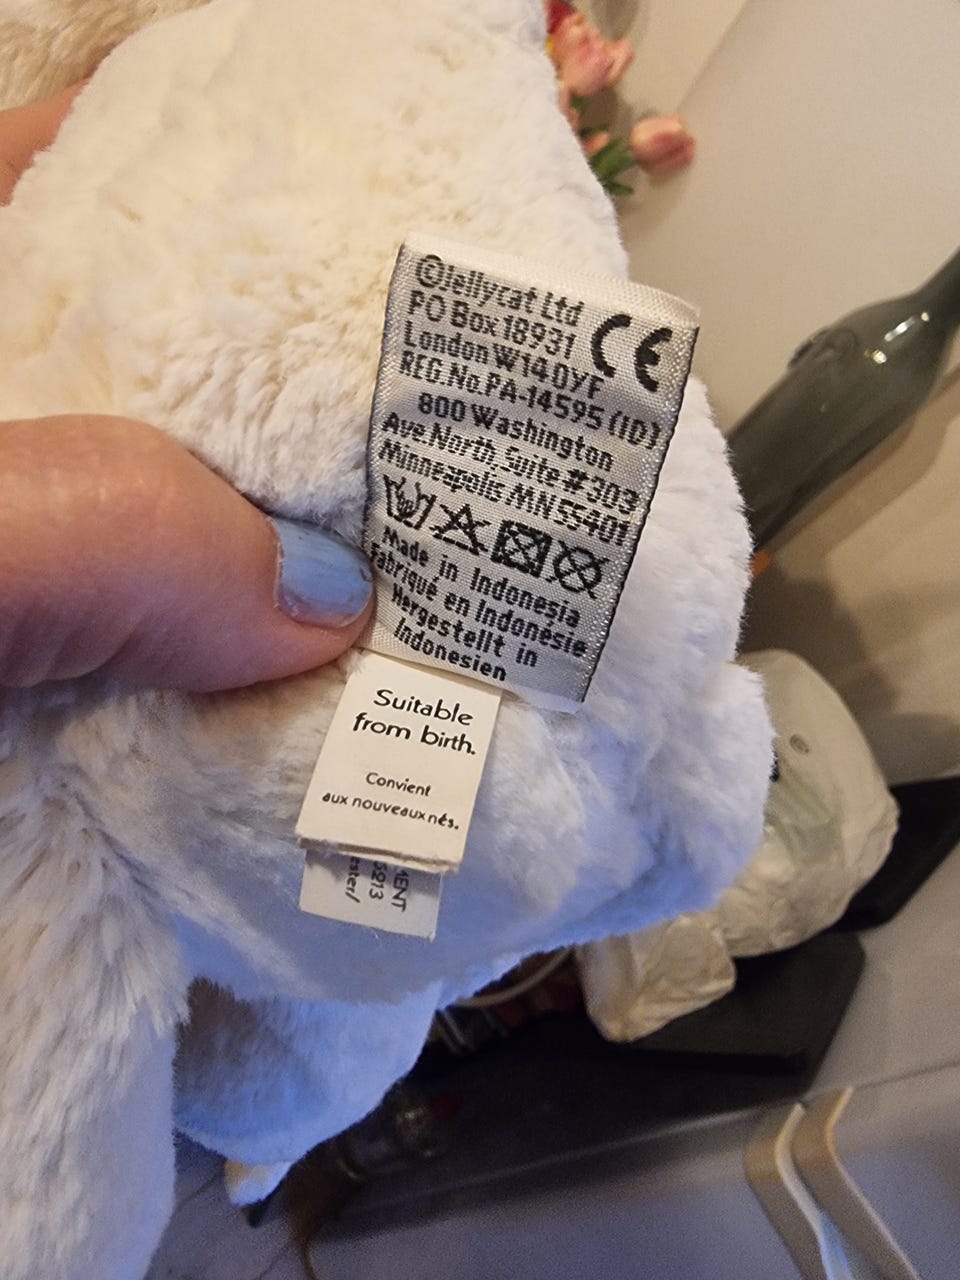 ©Jellycat Ltd
PO Box 18931
London W14 0YF
REG.No.PA-14595 (ID)
800 Washington
Ave.North, Suite #303
Minneapolis MN 55401
CE
Made in Indonesia
Fabriqué en Indonésie
Hergestellt in
Indonesien
Suitable
from birth.
Convient
aux nouveaux nés.